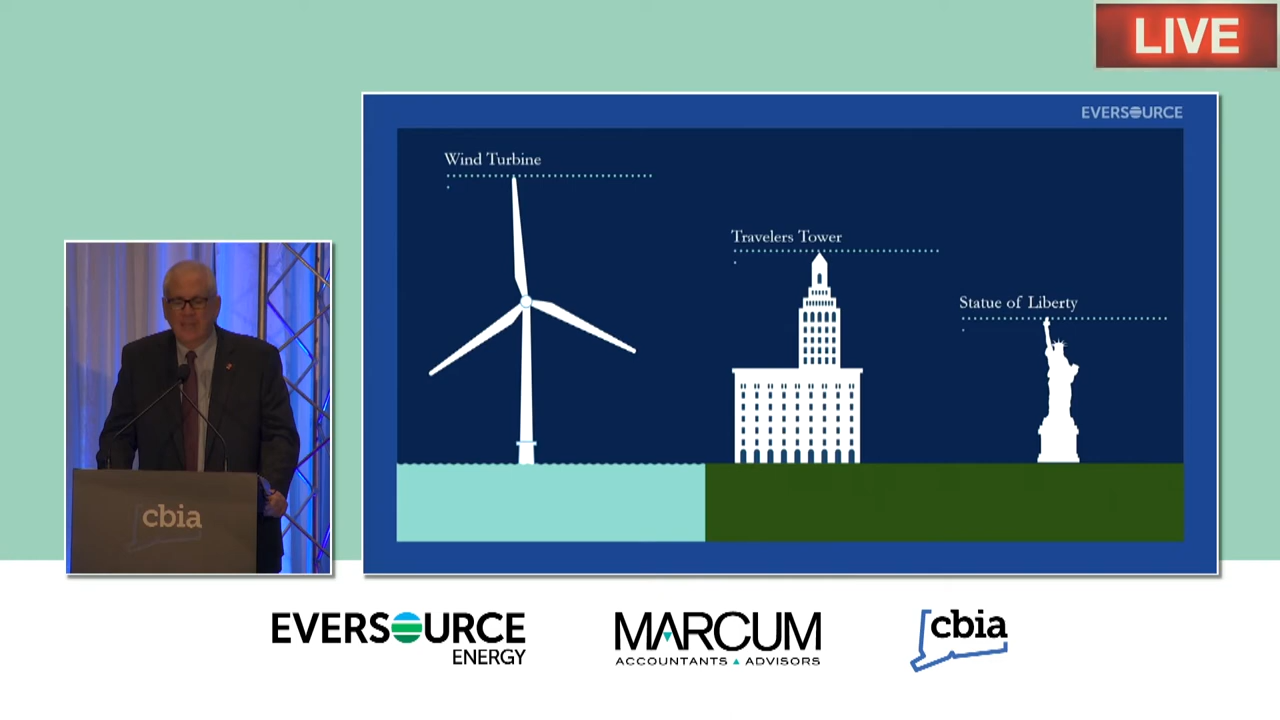 LIVE
EVERSOURCE
Wind Turbine
Travelers Tower
Statue of Liberty
cbia
EVERSOURCE
ENERGY
MARCUM
ACCOUNTANTS ▲ ADVISORS
cbia